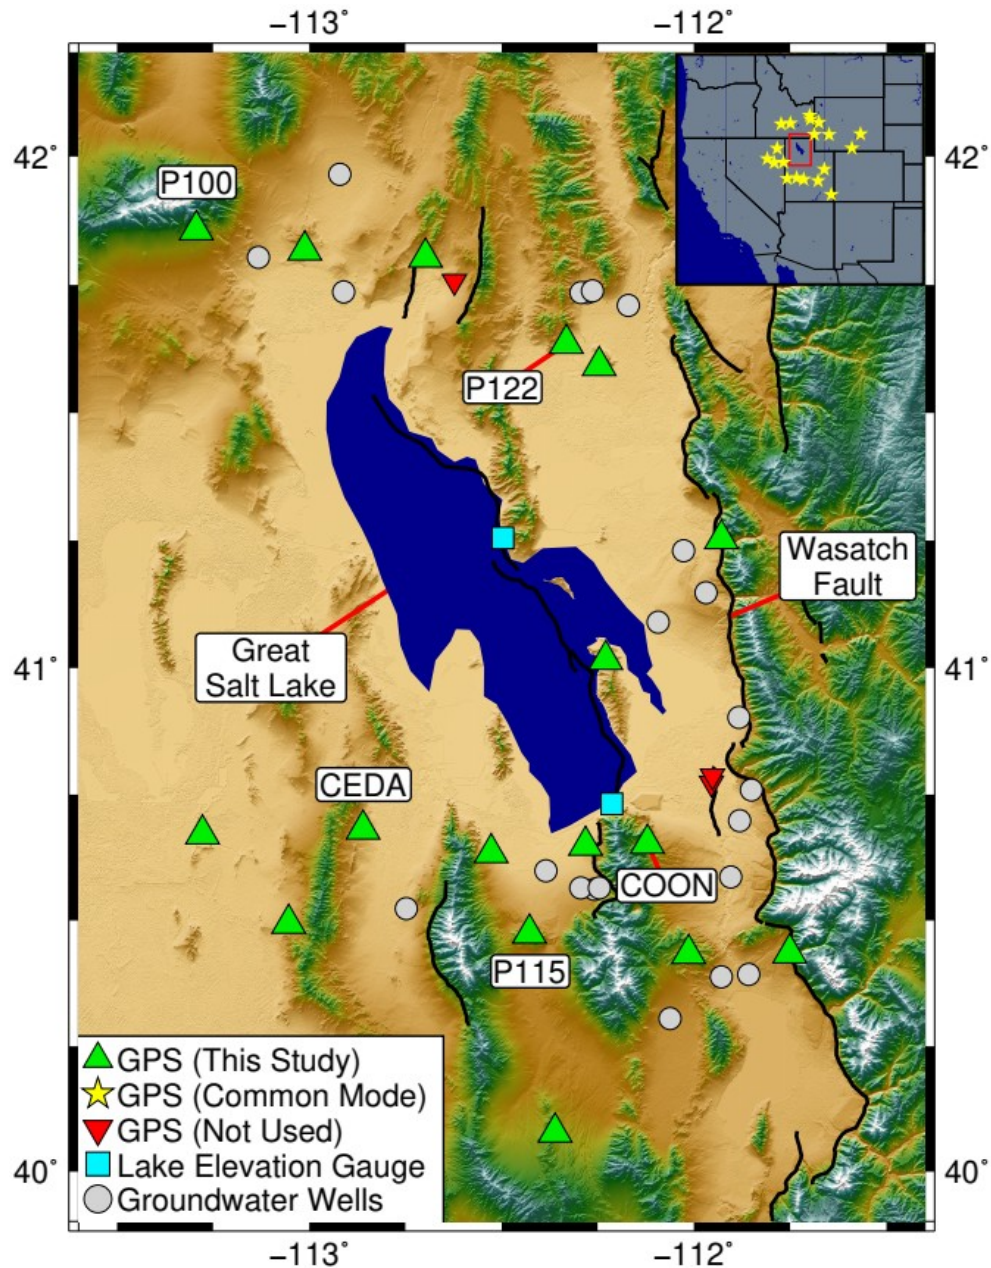 −113˚ −112˚
42˚ 42˚
P100
P122
Wasatch
Fault
Great
Salt Lake
41˚ 41˚
CEDA
COON
P115
GPS (This Study)
GPS (Common Mode)
GPS (Not Used)
Lake Elevation Gauge
Groundwater Wells
40˚ 40˚
−113˚ −112˚